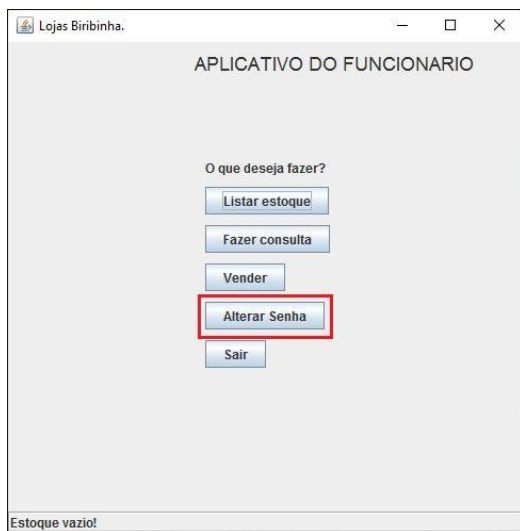 Lojas Biribinha.
APLICATIVO DO FUNCIONARIO
O que deseja fazer?
Listar estoque
Fazer consulta
Vender
Alterar Senha
Sair
Estoque vazio!